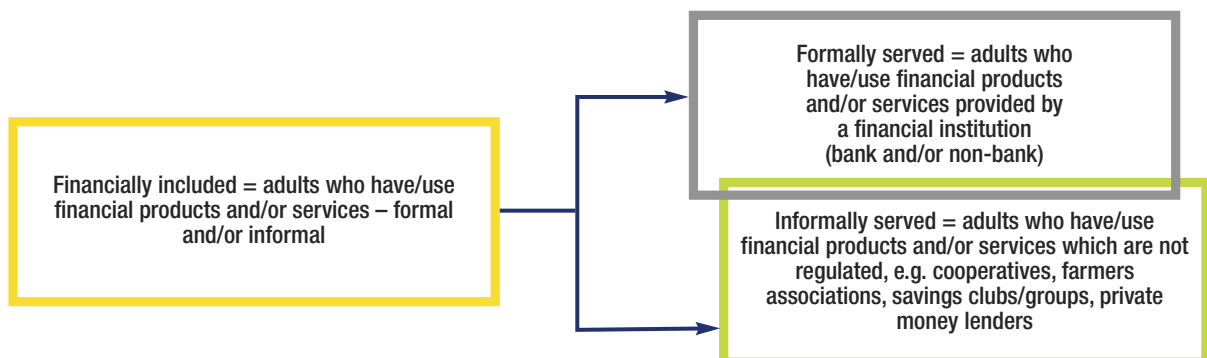 Financially included = adults who have/use
financial products and/or services – formal
and/or informal
Formally served = adults who
have/use financial products
and/or services provided by
a financial institution
(bank and/or non-bank)
Informally served = adults who have/use
financial products and/or services which are not
regulated, e.g. cooperatives, farmers
associations, savings clubs/groups, private
money lenders